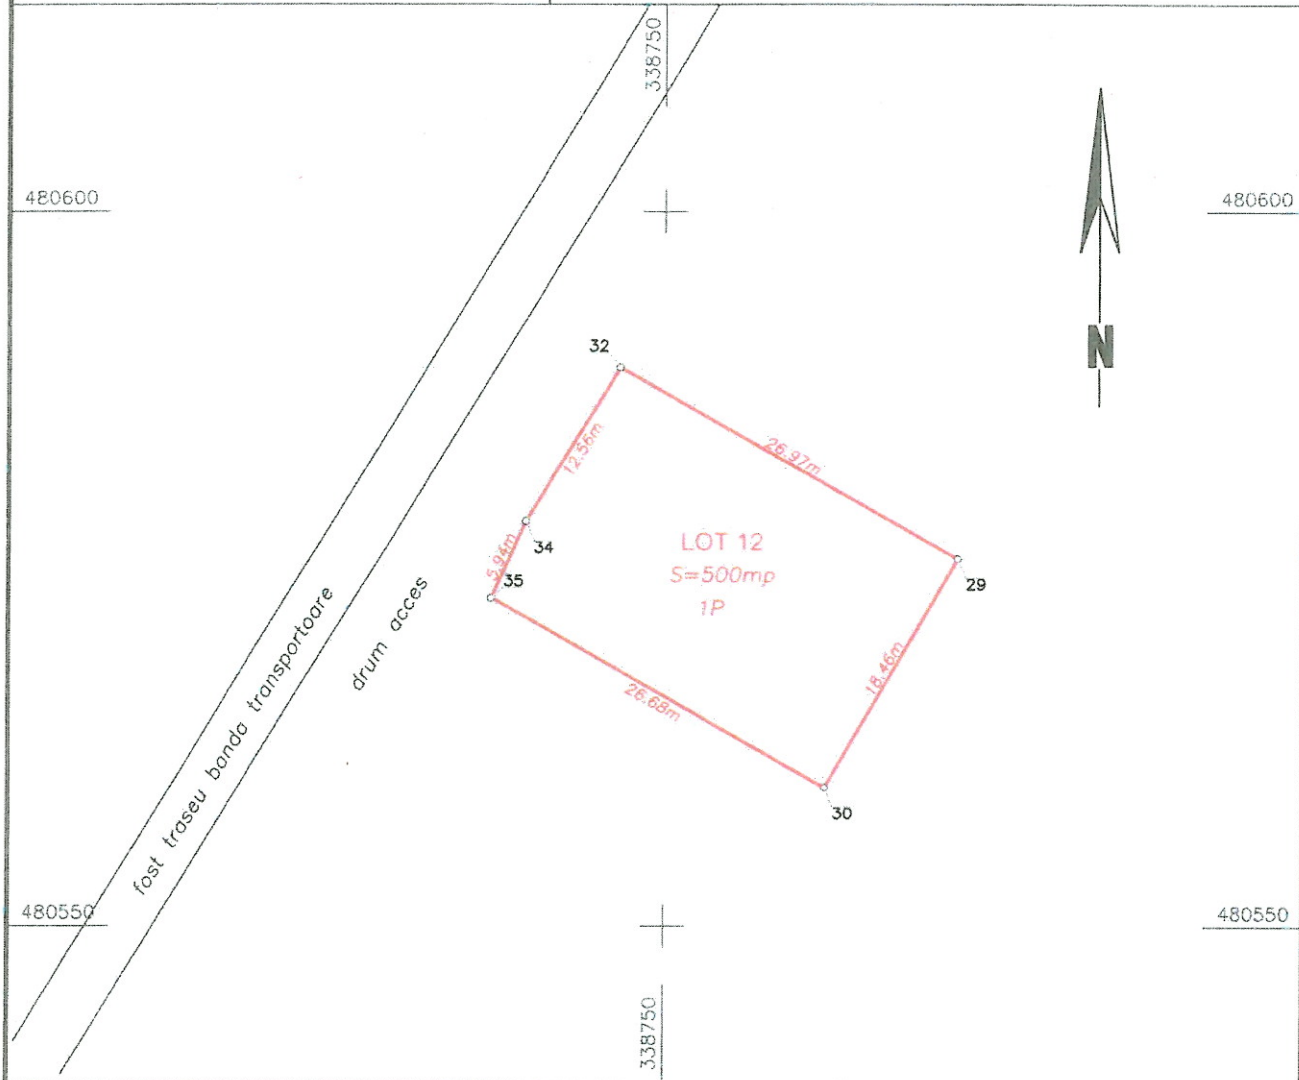 338750
480600
480600
N
32
12.56m
26.97m
34
5.94m
35
LOT 12
S=500mp
1P
29
18.46m
26.68m
30
drum acces
fost traseu banda transportoare
480550
480550
338750